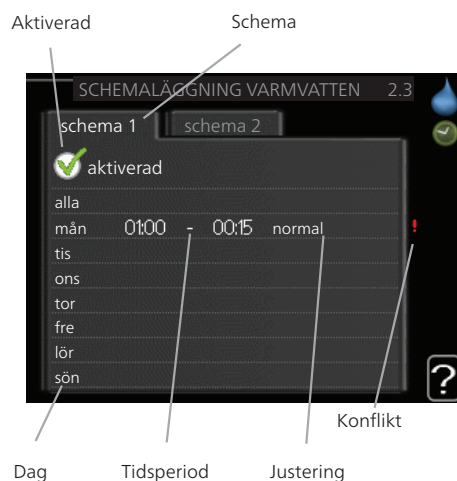 Aktiverad Schema
SCHEMALÄGGNING VARMVATTEN 2.3
schema 1 schema 2
aktiverad
alla
mån 01:00 - 00:15 normal !
tis
ons
tor
fre
lör
sön
?
Konflikt
Dag Tidsperiod Justering